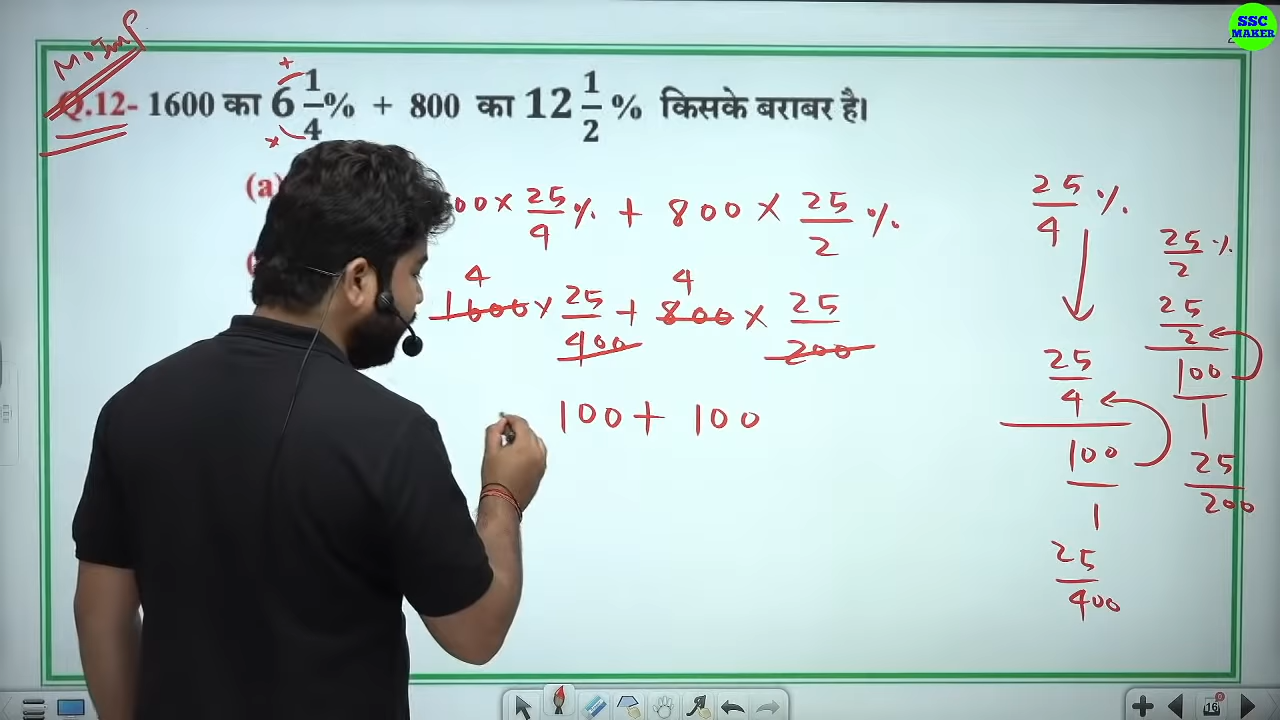 SSC
MAKER
Q.12- 1600 का 6 1/4 % + 800 का 12 1/2 % किसके बराबर है।
(a)
00 × 25/4 % + 800 × 25/2 %
4 4
1600 × 25/400 + 800 × 25/200
100 + 100
25/4 %
25
4
100
1
25/400
25/2 %
25
2
100
1
25/200
16